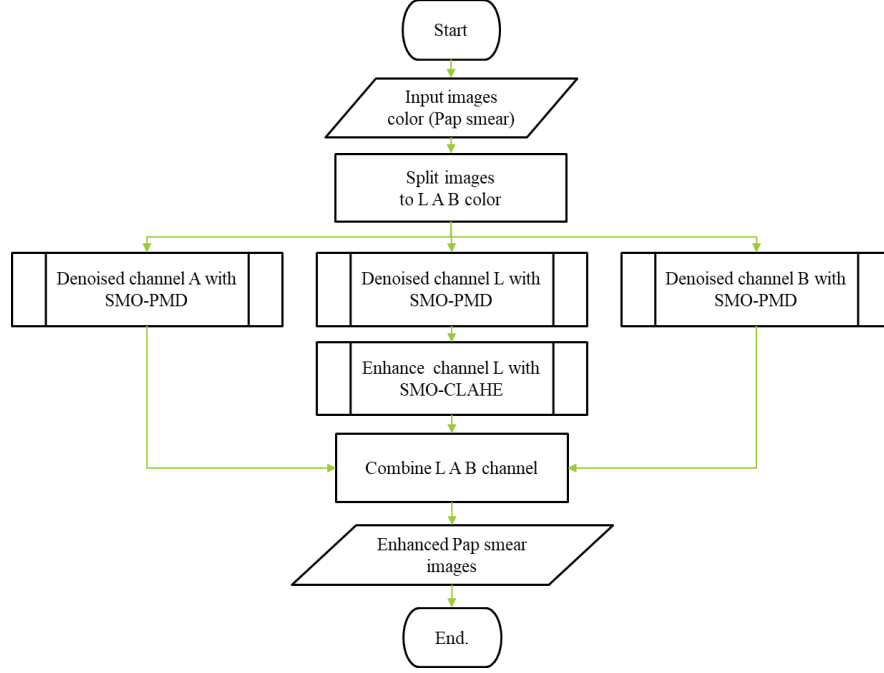 Start
Input images
color (Pap smear)
Split images
to L A B color
Denoised channel A with
SMO-PMD
Denoised channel L with
SMO-PMD
Denoised channel B with
SMO-PMD
Enhance channel L with
SMO-CLAHE
Combine L A B channel
Enhanced Pap smear
images
End.